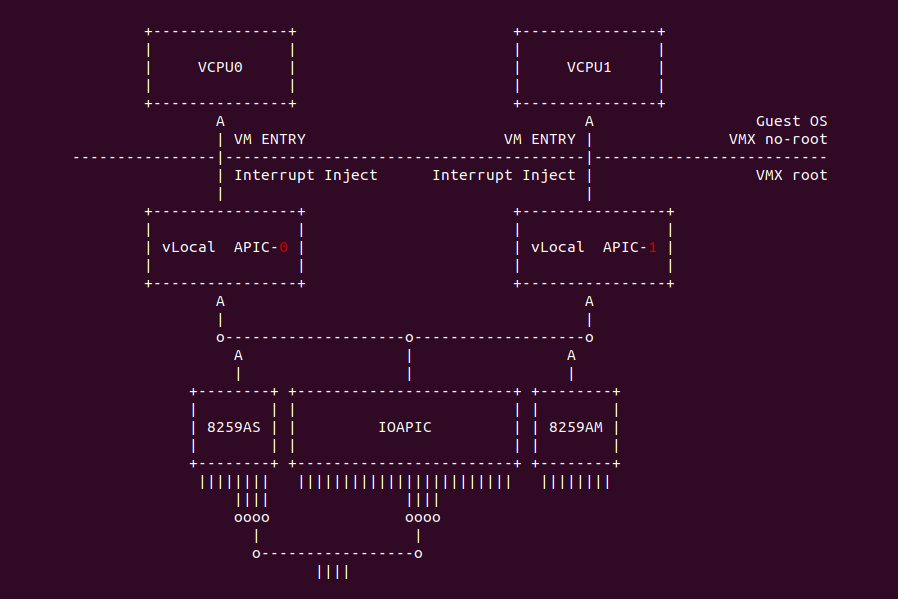 VCPU0 VCPU1
A A Guest OS
VM ENTRY VM ENTRY VMX no-root
Interrupt Inject Interrupt Inject VMX root
vLocal APIC-0 vLocal APIC-1
A A
o o o
A A
8259AS IOAPIC 8259AM
oooo oooo
o o